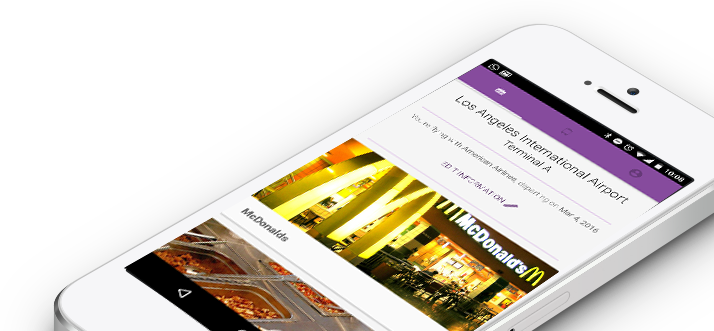 10:08
Los Angeles International Airport
Terminal A
You're flying with American Airlines, departing on Mar 4, 2016
EDIT INFORMATION
McDonald's
McDonalds